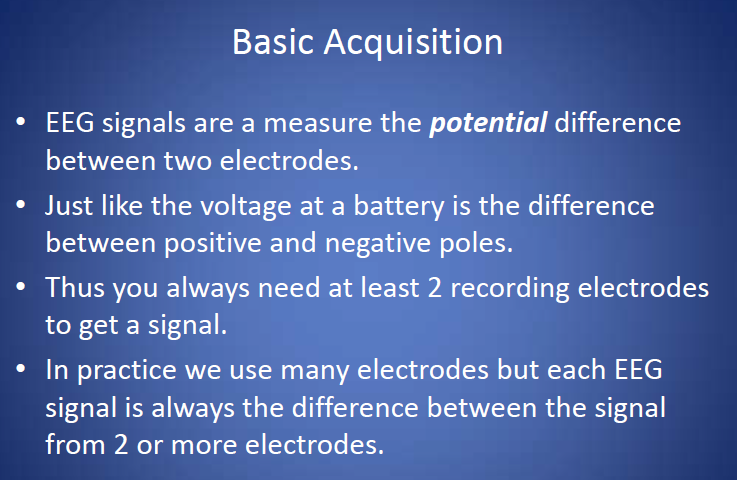 Basic Acquisition
• EEG signals are a measure the potential difference
between two electrodes.
• Just like the voltage at a battery is the difference
between positive and negative poles.
• Thus you always need at least 2 recording electrodes
to get a signal.
• In practice we use many electrodes but each EEG
signal is always the difference between the signal
from 2 or more electrodes.